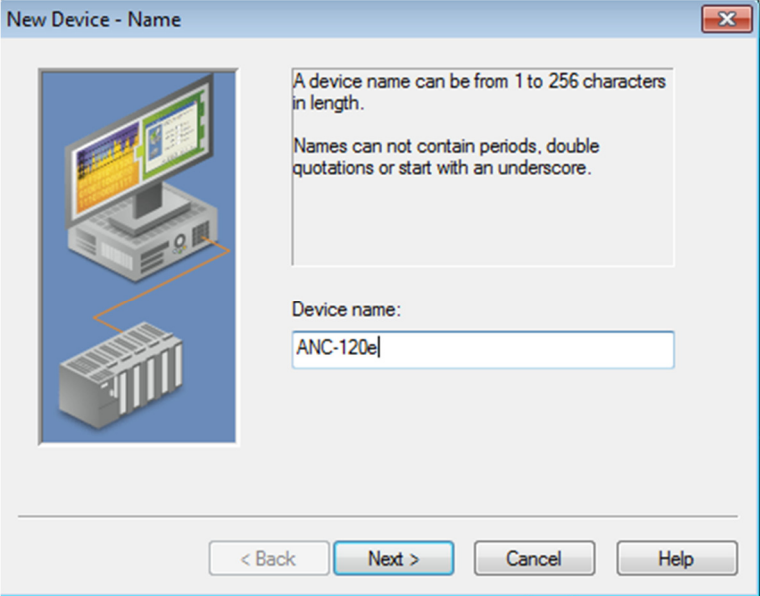 New Device - Name
A device name can be from 1 to 256 characters
in length.
Names can not contain periods, double
quotations or start with an underscore.
Device name:
ANC-120e
< Back
Next >
Cancel
Help